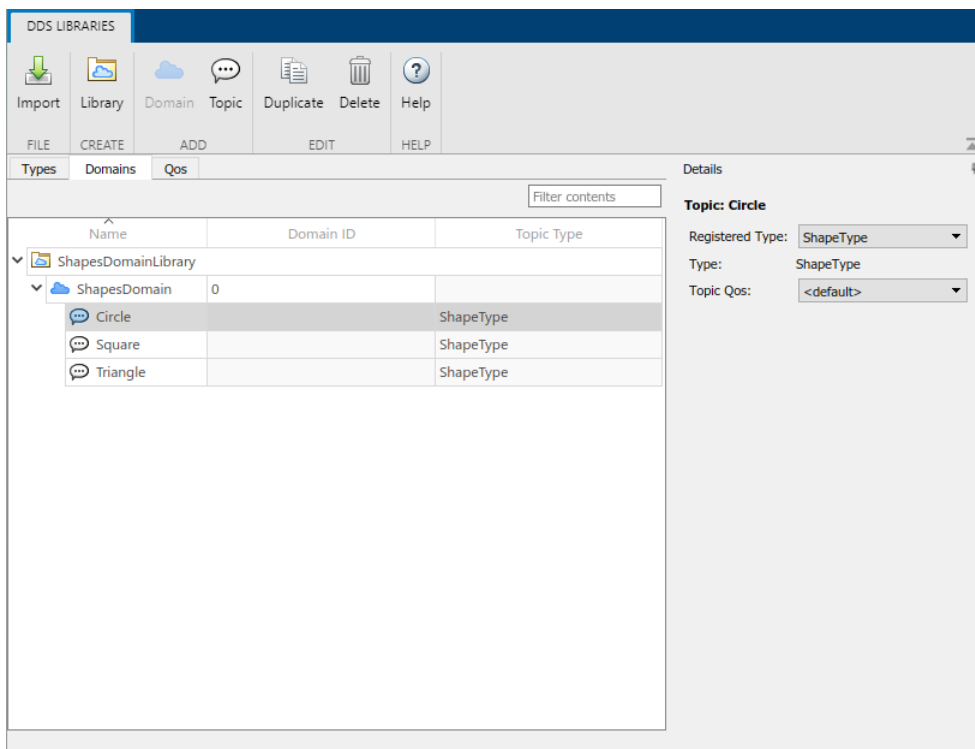 DDS LIBRARIES
Import Library Domain Topic Duplicate Delete Help
FILE CREATE ADD EDIT HELP
Types Domains Qos
Filter contents
Name Domain ID Topic Type
ShapesDomainLibrary
ShapesDomain 0
Circle ShapeType
Square ShapeType
Triangle ShapeType
Details
Topic: Circle
Registered Type: ShapeType
Type: ShapeType
Topic Qos: <default>